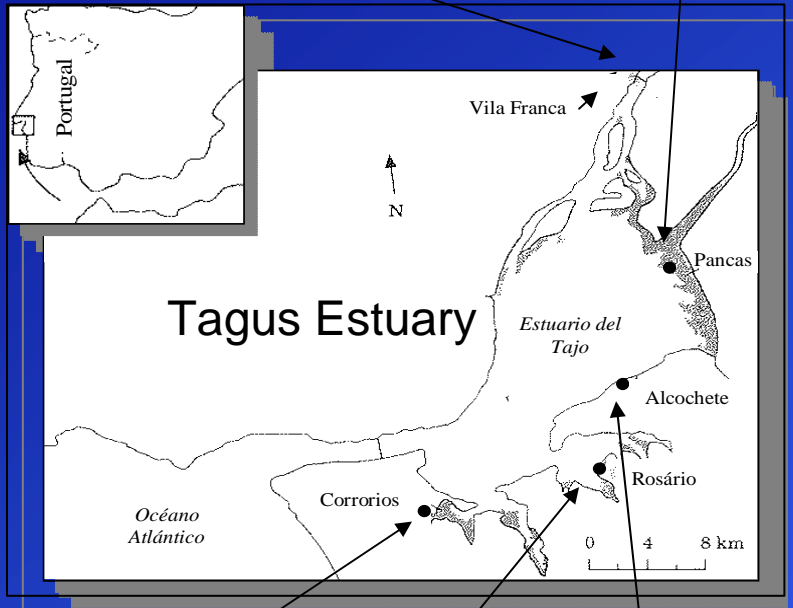 Portugal
Vila Franca
N
Pancas
Tagus Estuary
Estuario del
Tajo
Alcochete
Rosário
Corrorios
Océano
Atlántico
0 4 8 km